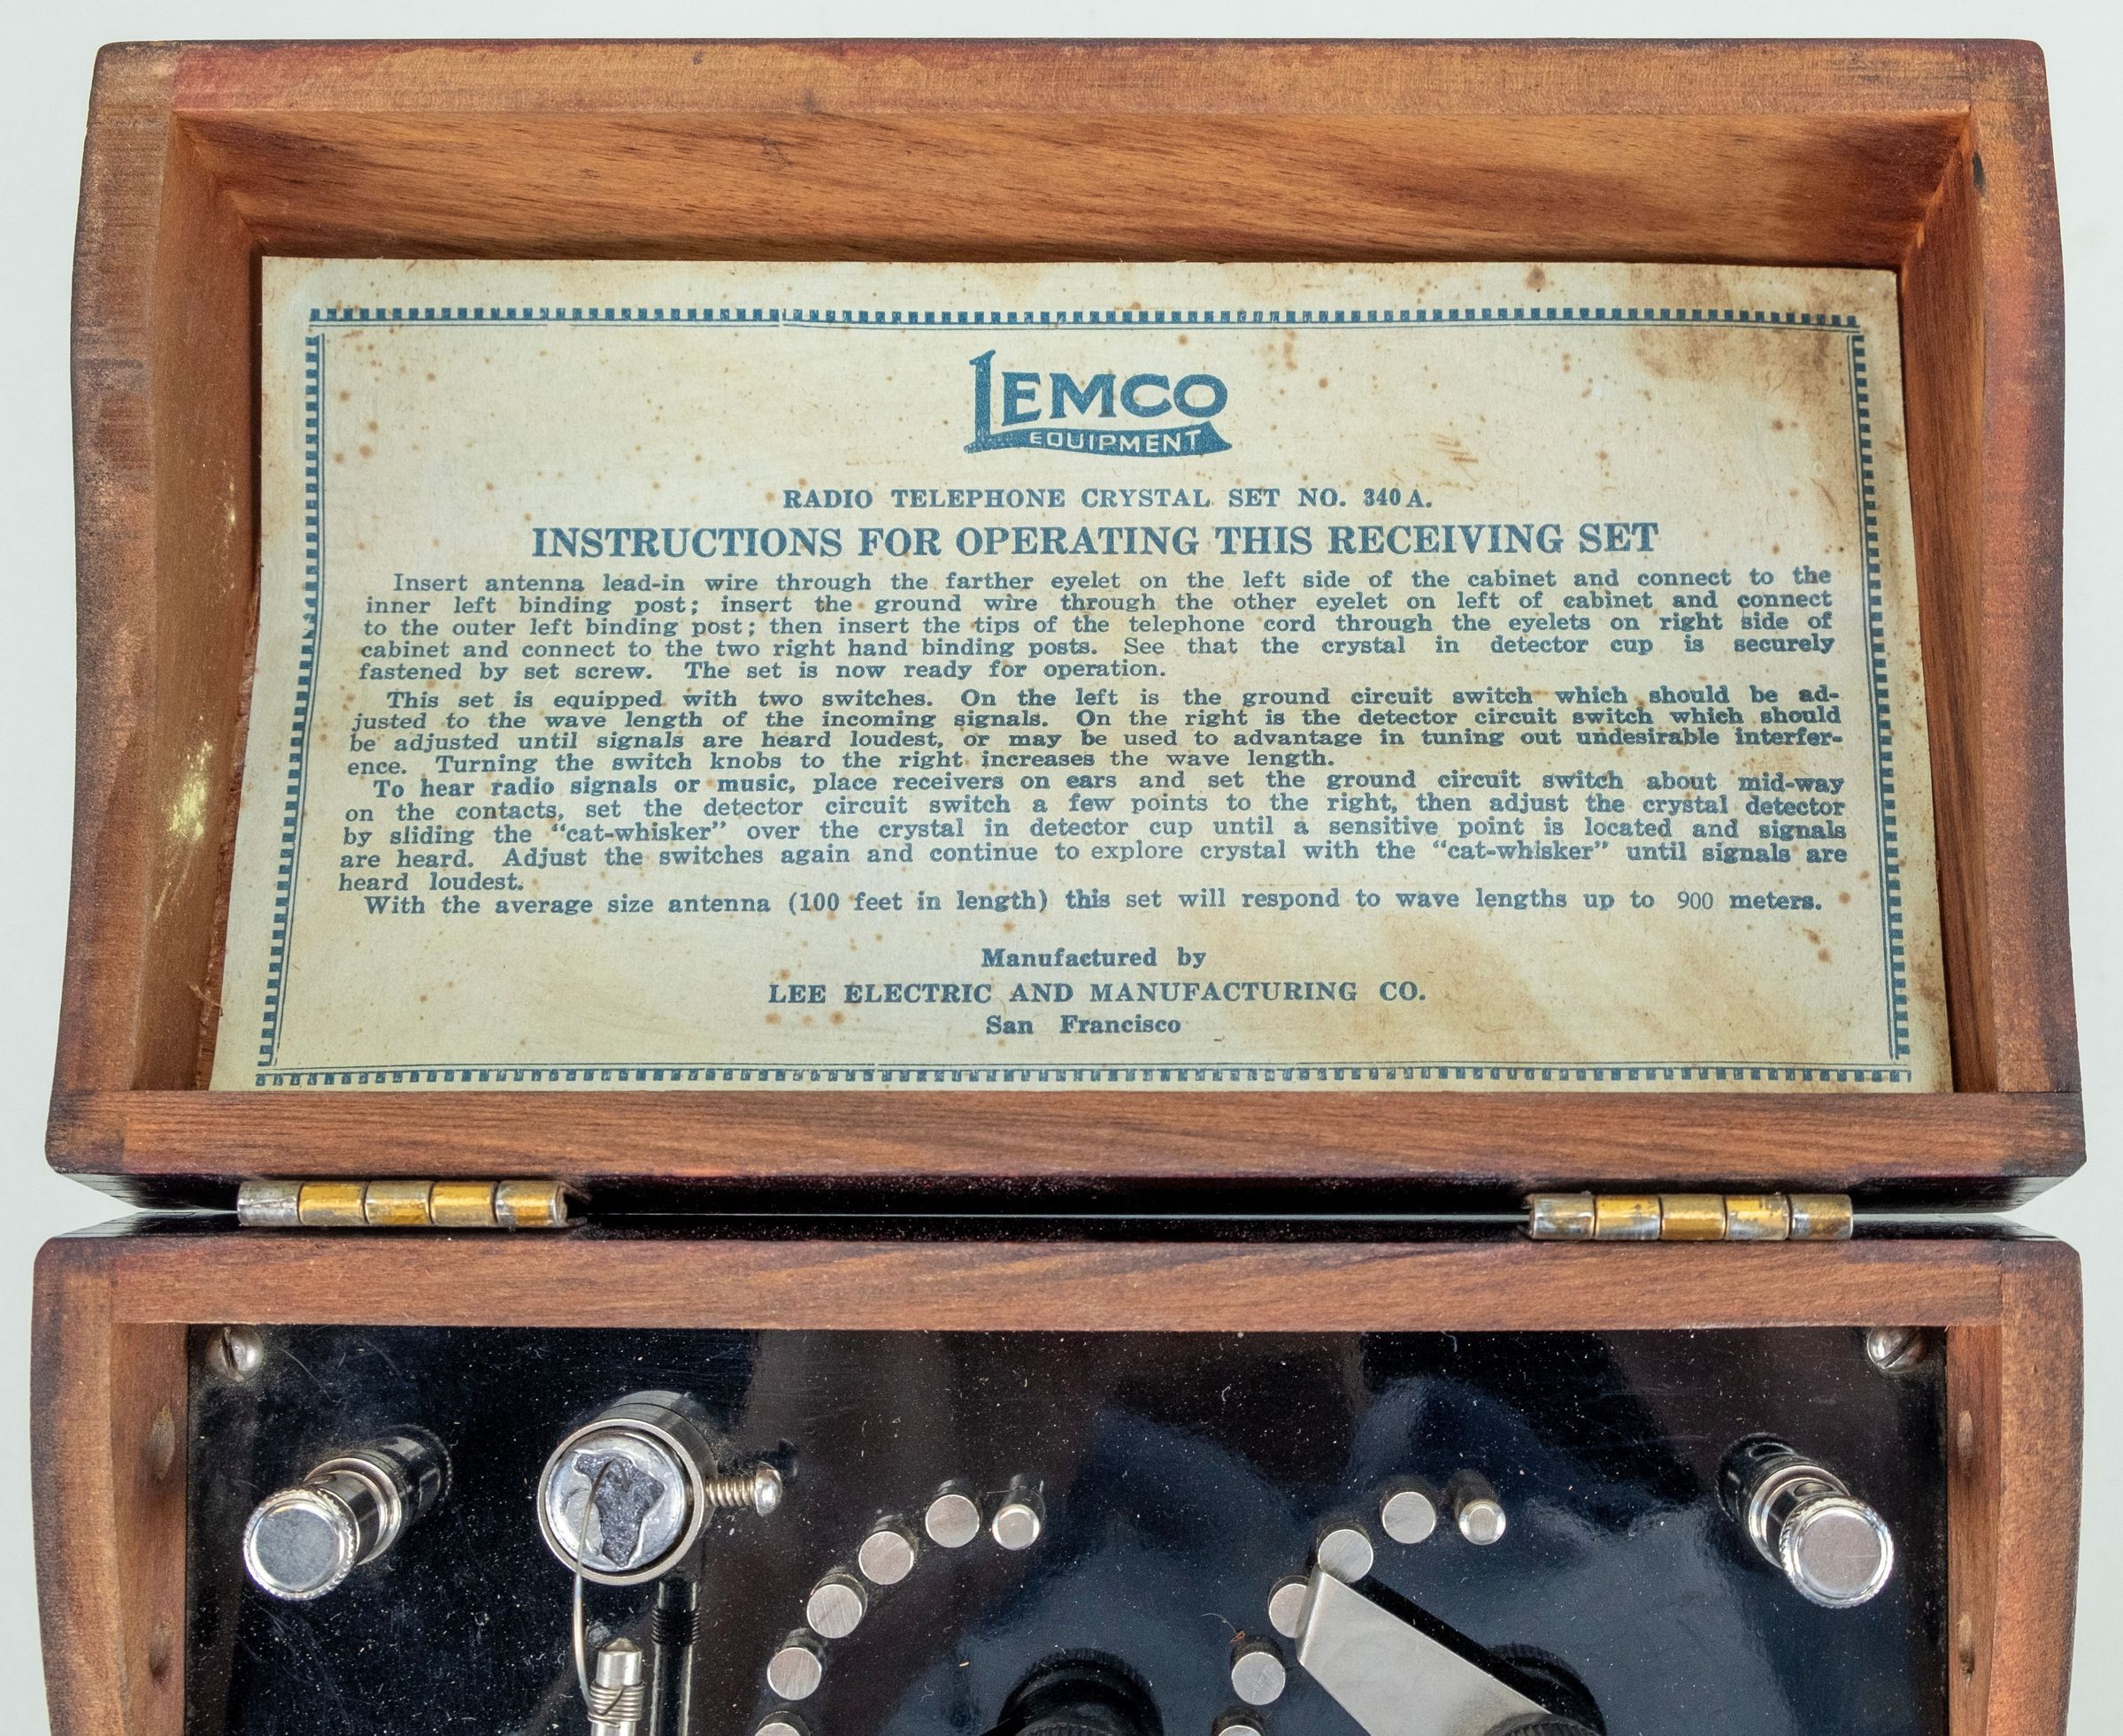 LEMCO
EQUIPMENT
RADIO TELEPHONE CRYSTAL SET NO. 340 A.
INSTRUCTIONS FOR OPERATING THIS RECEIVING SET
Insert antenna lead-in wire through the farther eyelet on the left side of the cabinet and connect to the
inner left binding post; insert the ground wire through the other eyelet on left of cabinet and connect
to the outer left binding post; then insert the tips of the telephone cord through the eyelets on right side of
cabinet and connect to the two right hand binding posts. See that the crystal in detector cup is securely
fastened by set screw. The set is now ready for operation.
This set is equipped with two switches. On the left is the ground circuit switch which should be ad-
justed to the wave length of the incoming signals. On the right is the detector circuit switch which should
be adjusted until signals are heard loudest, or may be used to advantage in tuning out undesirable interfer-
ence. Turning the switch knobs to the right increases the wave length.
To hear radio signals or music, place receivers on ears and set the ground circuit switch about mid-way
on the contacts, set the detector circuit switch a few points to the right, then adjust the crystal detector
by sliding the "cat-whisker" over the crystal in detector cup until a sensitive point is located and signals
are heard. Adjust the switches again and continue to explore crystal with the "cat-whisker" until signals are
heard loudest.
With the average size antenna (100 feet in length) this set will respond to wave lengths up to 900 meters.
Manufactured by
LEE ELECTRIC AND MANUFACTURING CO.
San Francisco